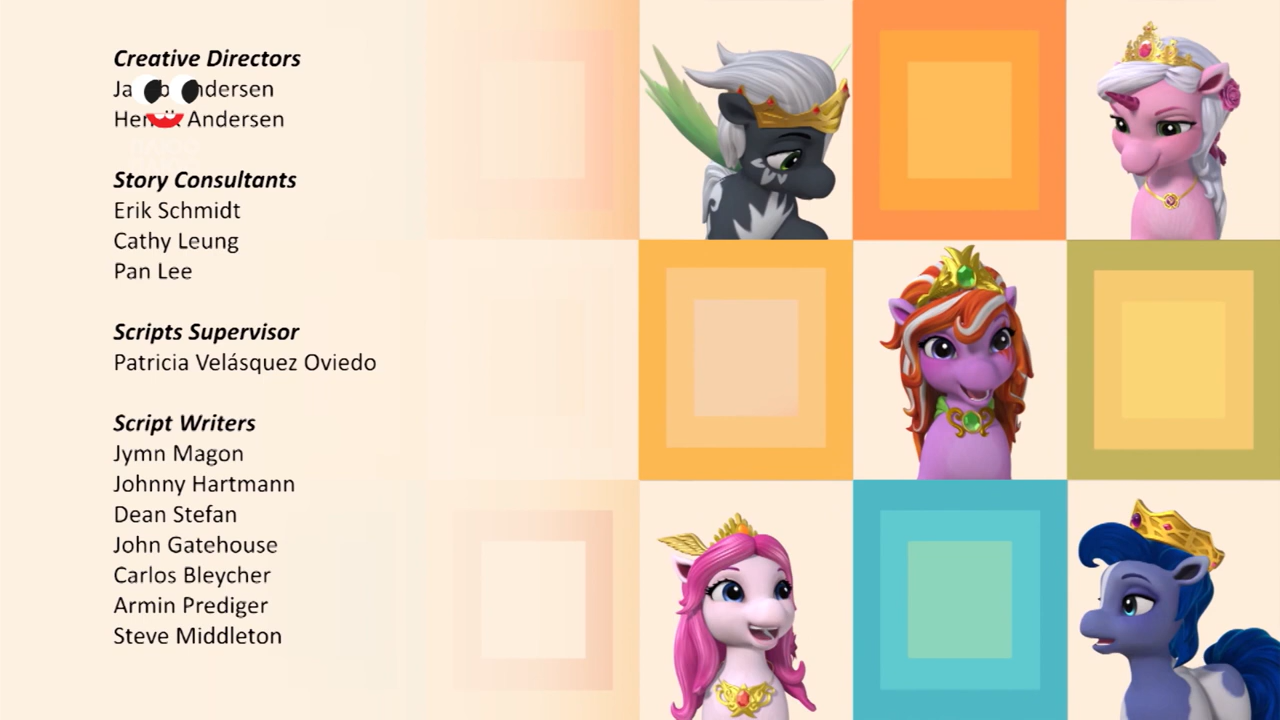 Creative Directors
Andersen
Story Consultants
Erik Schmidt
Cathy Leung
Pan Lee
Scripts Supervisor
Patricia Velásquez Oviedo
Script Writers
Jymn Magon
Johnny Hartmann
Dean Stefan
John Gatehouse
Carlos Bleycher
Armin Prediger
Steve Middleton